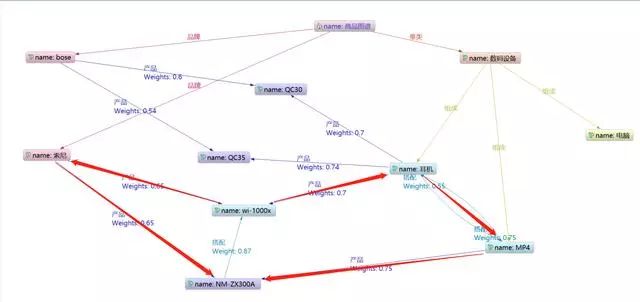 name: 商品图谱
品牌
品类
name: bose
name: 数码设备
产品
Weights: 0.6
name: QC30
品牌
组成
组成
产品
Weights: 0.54
产品
Weights: 0.7
name: 电脑
组成
name: 索尼
name: QC35
产品
Weights: 0.74
name: 耳机
产品
Weights: 0.65
产品
Weights: 0.7
搭配
Weights: 0.85
name: wi-1000x
产品
Weights: 0.65
搭配
Weights: 0.75
搭配
Weights: 0.67
name: MP4
产品
Weights: 0.75
name: NM-ZX300A